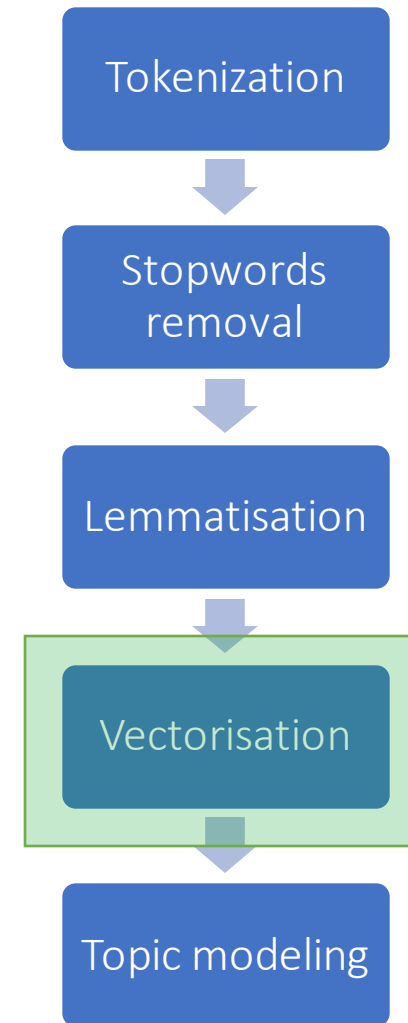 Tokenization
Stopwords
removal
Lemmatisation
Vectorisation
Topic modeling